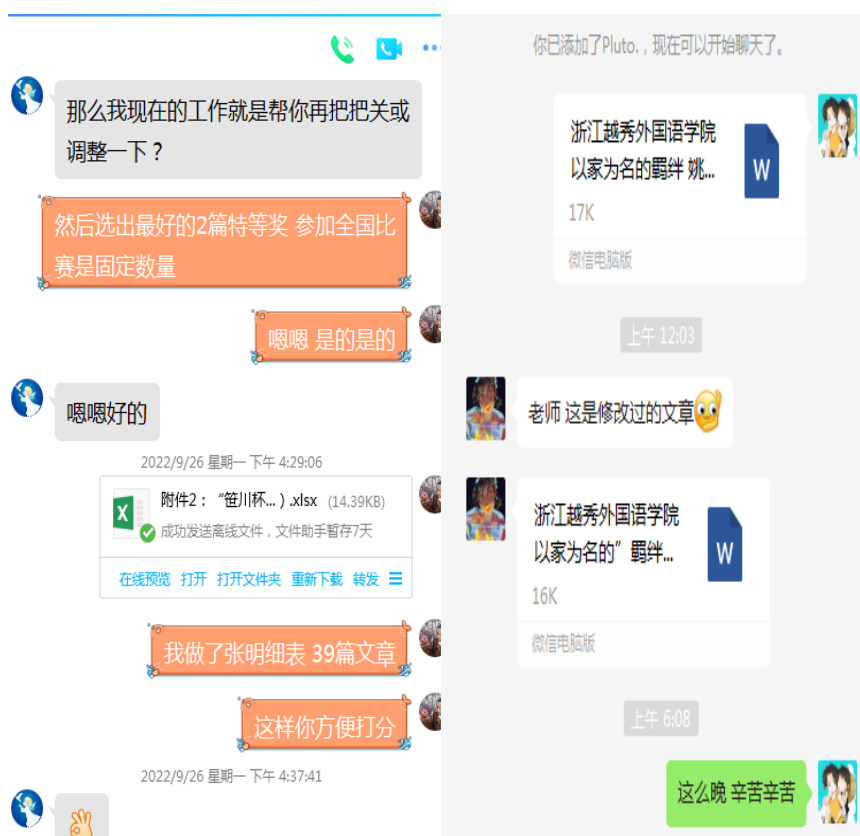 那么我现在的工作就是帮你再把把关或
调整一下？
然后选出最好的2篇特等奖 参加全国比
赛是固定数量
嗯嗯 是的是的
嗯嗯好的
2022/9/26 星期一 下午 4:29:06
附件2：“笹川杯...）.xlsx (14.39KB)
成功发送离线文件，文件助手暂存7天
在线预览 打开 打开文件夹 重新下载 转发
我做了张明细表 39篇文章
这样你方便打分
2022/9/26 星期一 下午 4:37:41
你已添加了Pluto.，现在可以开始聊天了。
浙江越秀外国语学院
以家为名的羁绊 姚...
W
17K
微信电脑版
上午 12:03
老师 这是修改过的文章
浙江越秀外国语学院
以家为名的”羁绊...
W
16K
微信电脑版
上午 6:08
这么晚 辛苦辛苦